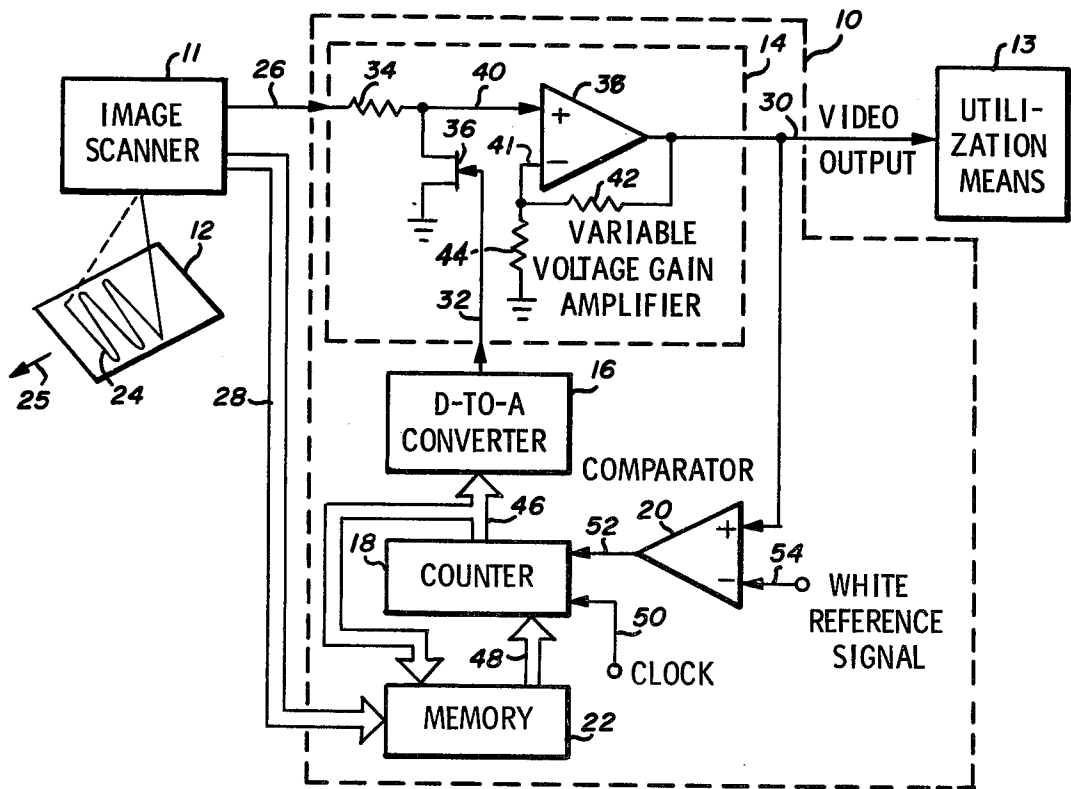 11
IMAGE
SCANNER
26
34
40
38
14
10
13
UTILI-
ZATION
MEANS
30
VIDEO
OUTPUT
36
41
+
−
42
44
VARIABLE
VOLTAGE GAIN
AMPLIFIER
32
12
24
25
28
16
D-TO-A
CONVERTER
COMPARATOR
46
20
+
−
52
54
18
COUNTER
WHITE
REFERENCE
SIGNAL
50
CLOCK
48
MEMORY
22